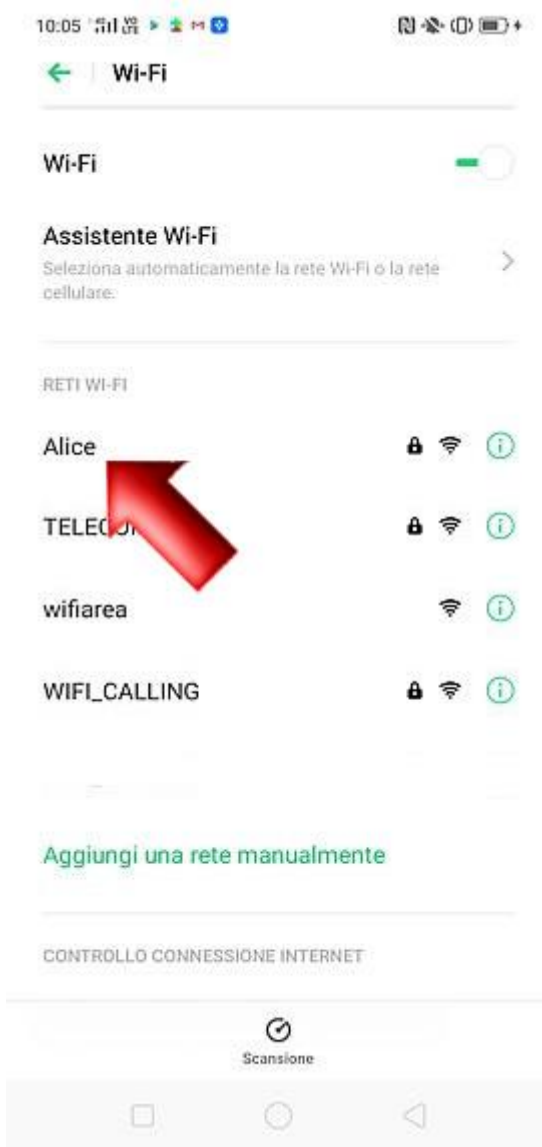 10:05
Wi-Fi
Wi-Fi
Assistente Wi-Fi
Seleziona automaticamente la rete Wi-Fi o la rete
cellulare.
RETI WI-FI
Alice
wifiarea
WIFI_CALLING
Aggiungi una rete manualmente
CONTROLLO CONNESSIONE INTERNET
Scansione